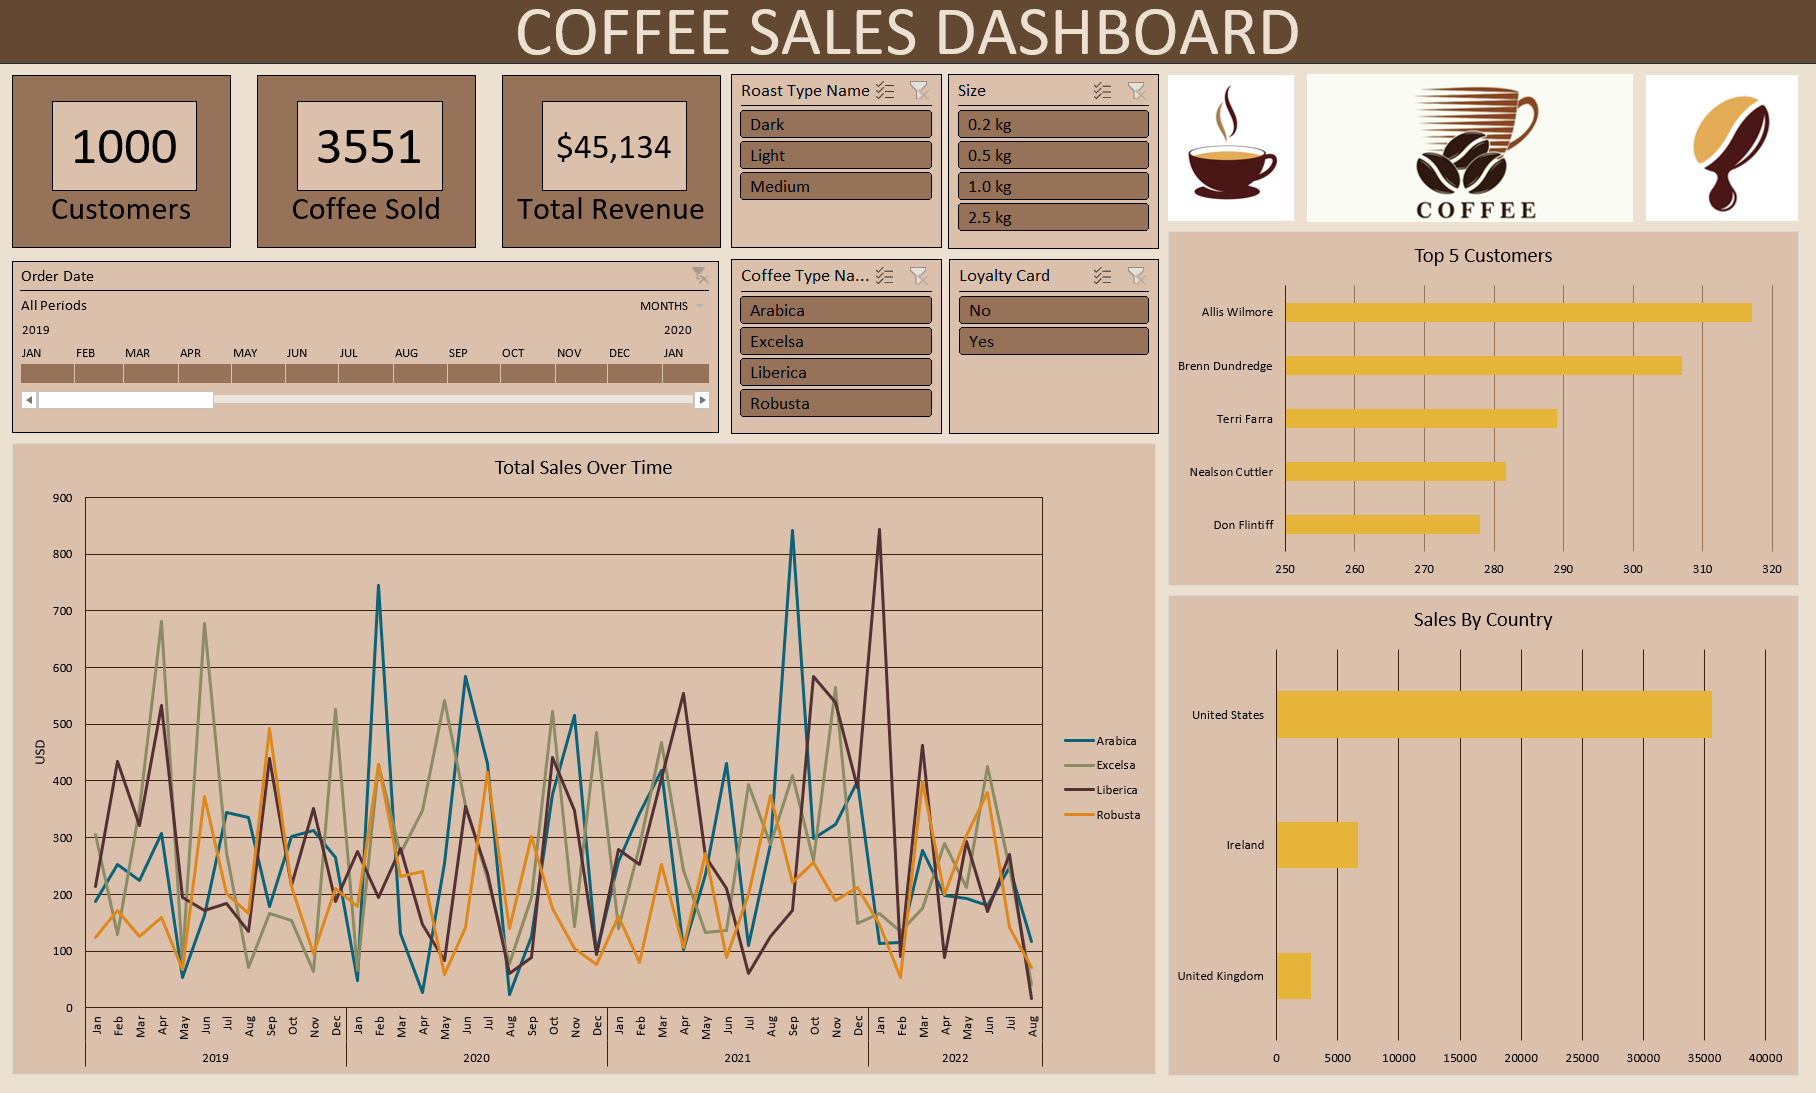 COFFEE SALES DASHBOARD
1000
Customers
3551
Coffee Sold
$45,134
Total Revenue
Roast Type Name
Dark
Light
Medium
Size
0.2 kg
0.5 kg
1.0 kg
2.5 kg
COFFEE
Order Date
All Periods
MONTHS
2019 2020
JAN FEB MAR APR MAY JUN JUL AUG SEP OCT NOV DEC JAN
Coffee Type Na...
Arabica
Excelsa
Liberica
Robusta
Loyalty Card
No
Yes
Top 5 Customers
Allis Wilmore
Brenn Dundredge
Terri Farra
Nealson Cuttler
Don Flintiff
250 260 270 280 290 300 310 320
Total Sales Over Time
900
800
700
600
500
400
300
200
100
0
USD
Jan Feb Mar Apr May Jun Jul Aug Sep Oct Nov Dec Jan Feb Mar Apr May Jun Jul Aug Sep Oct Nov Dec Jan Feb Mar Apr May Jun Jul Aug Sep Oct Nov Dec Jan Feb Mar Apr May Jun Jul Aug
2019 2020 2021 2022
Arabica
Excelsa
Liberica
Robusta
Sales By Country
United States
Ireland
United Kingdom
0 5000 10000 15000 20000 25000 30000 35000 40000